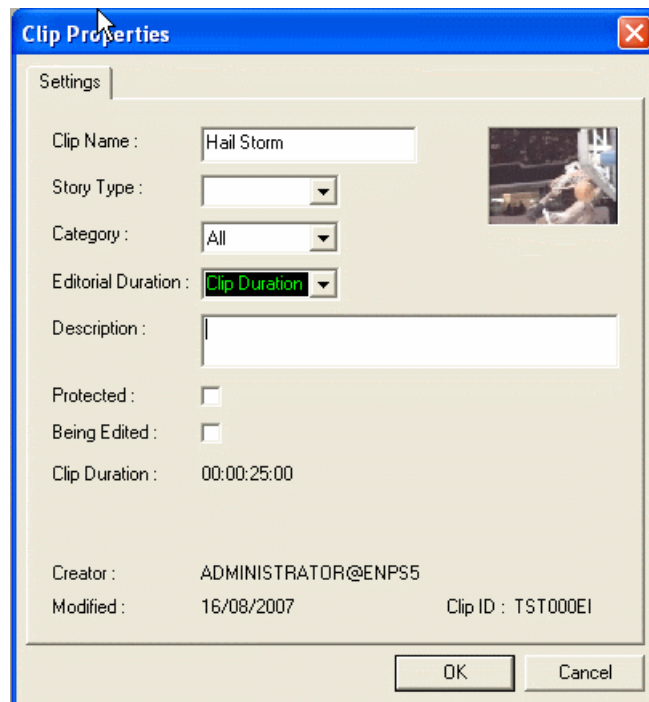 Clip Properties
Settings
Clip Name : Hail Storm
Story Type :
Category : All
Editorial Duration : Clip Duration
Description :
Protected :
Being Edited :
Clip Duration : 00:00:25:00
Creator : ADMINISTRATOR@ENPS5
Modified : 16/08/2007 Clip ID : TST000EI
OK Cancel